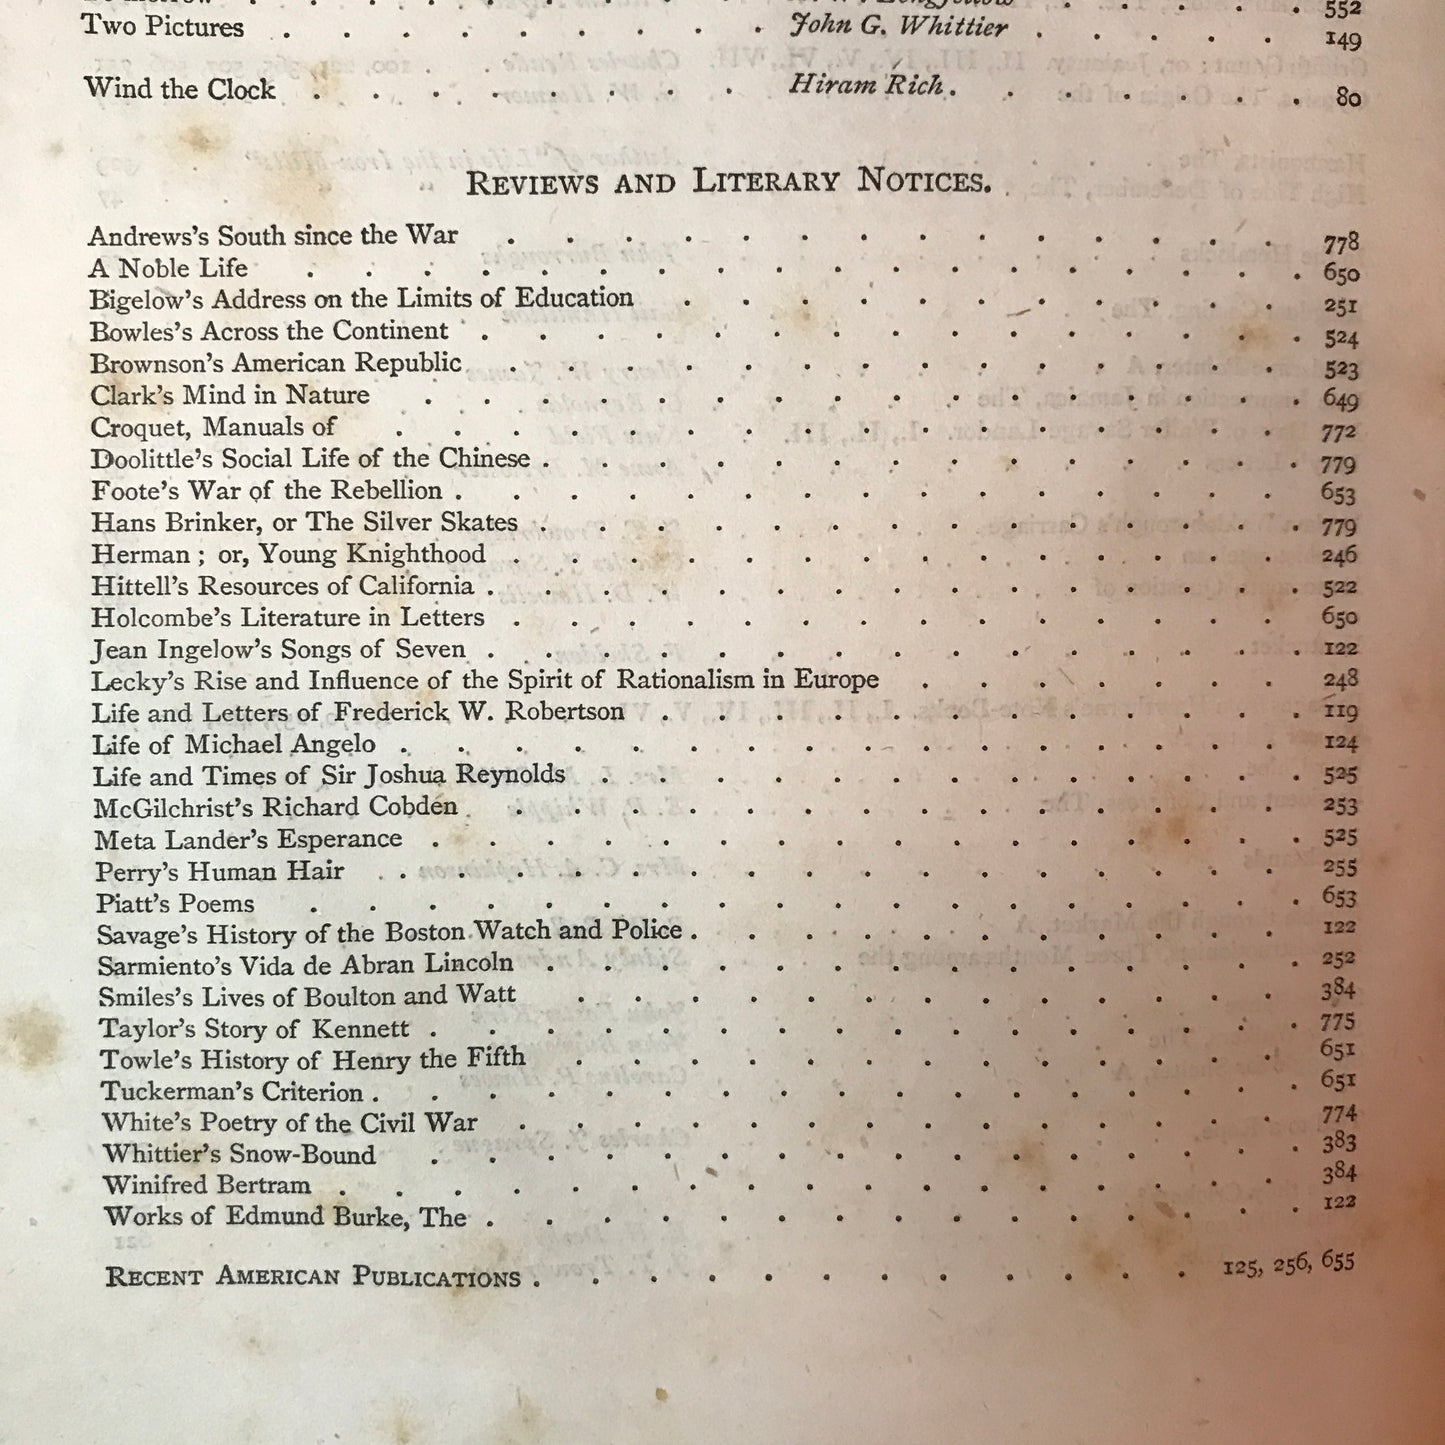 Two Pictures . . . . . . . . . John G. Whittier . . . . . 149
552
Wind the Clock . . . . . . . . Hiram Rich . . . . . . . 80
REVIEWS AND LITERARY NOTICES.
Andrews's South since the War . . . . . . . . . . . . . . 778
A Noble Life . . . . . . . . . . . . . . . . . . 650
Bigelow's Address on the Limits of Education . . . . . . . . . . . 251
Bowles's Across the Continent . . . . . . . . . . . . . . . 524
Brownson's American Republic . . . . . . . . . . . . . . 523
Clark's Mind in Nature . . . . . . . . . . . . . . . . 649
Croquet, Manuals of . . . . . . . . . . . . . . . . 772
Doolittle's Social Life of the Chinese . . . . . . . . . . . . . . 779
Foote's War of the Rebellion . . . . . . . . . . . . . . . 653
Hans Brinker, or The Silver Skates . . . . . . . . . . . . . . 779
Herman ; or, Young Knighthood . . . . . . . . . . . . . . 246
Hittell's Resources of California . . . . . . . . . . . . . . . 522
Holcombe's Literature in Letters . . . . . . . . . . . . . . 650
Jean Ingelow's Songs of Seven . . . . . . . . . . . . . . . 122
Lecky's Rise and Influence of the Spirit of Rationalism in Europe . . . . . . . 248
Life and Letters of Frederick W. Robertson . . . . . . . . . . . . 119
Life of Michael Angelo . . . . . . . . . . . . . . . . 124
Life and Times of Sir Joshua Reynolds . . . . . . . . . . . . . 525
McGilchrist's Richard Cobden . . . . . . . . . . . . . . 253
Meta Lander's Esperance . . . . . . . . . . . . . . . . 525
Perry's Human Hair . . . . . . . . . . . . . . . . 255
Piatt's Poems . . . . . . . . . . . . . . . . . . 653
Savage's History of the Boston Watch and Police . . . . . . . . . . . 122
Sarmiento's Vida de Abran Lincoln . . . . . . . . . . . . . . 252
Smiles's Lives of Boulton and Watt . . . . . . . . . . . . . 384
Taylor's Story of Kennett . . . . . . . . . . . . . . . . 775
Towle's History of Henry the Fifth . . . . . . . . . . . . . 651
Tuckerman's Criterion . . . . . . . . . . . . . . . . . 651
White's Poetry of the Civil War . . . . . . . . . . . . . . 774
Whittier's Snow-Bound . . . . . . . . . . . . . . . . 383
Winifred Bertram . . . . . . . . . . . . . . . . . 384
Works of Edmund Burke, The . . . . . . . . . . . . . . . 122
RECENT AMERICAN PUBLICATIONS . . . . . . . . . . . . 125, 256, 655